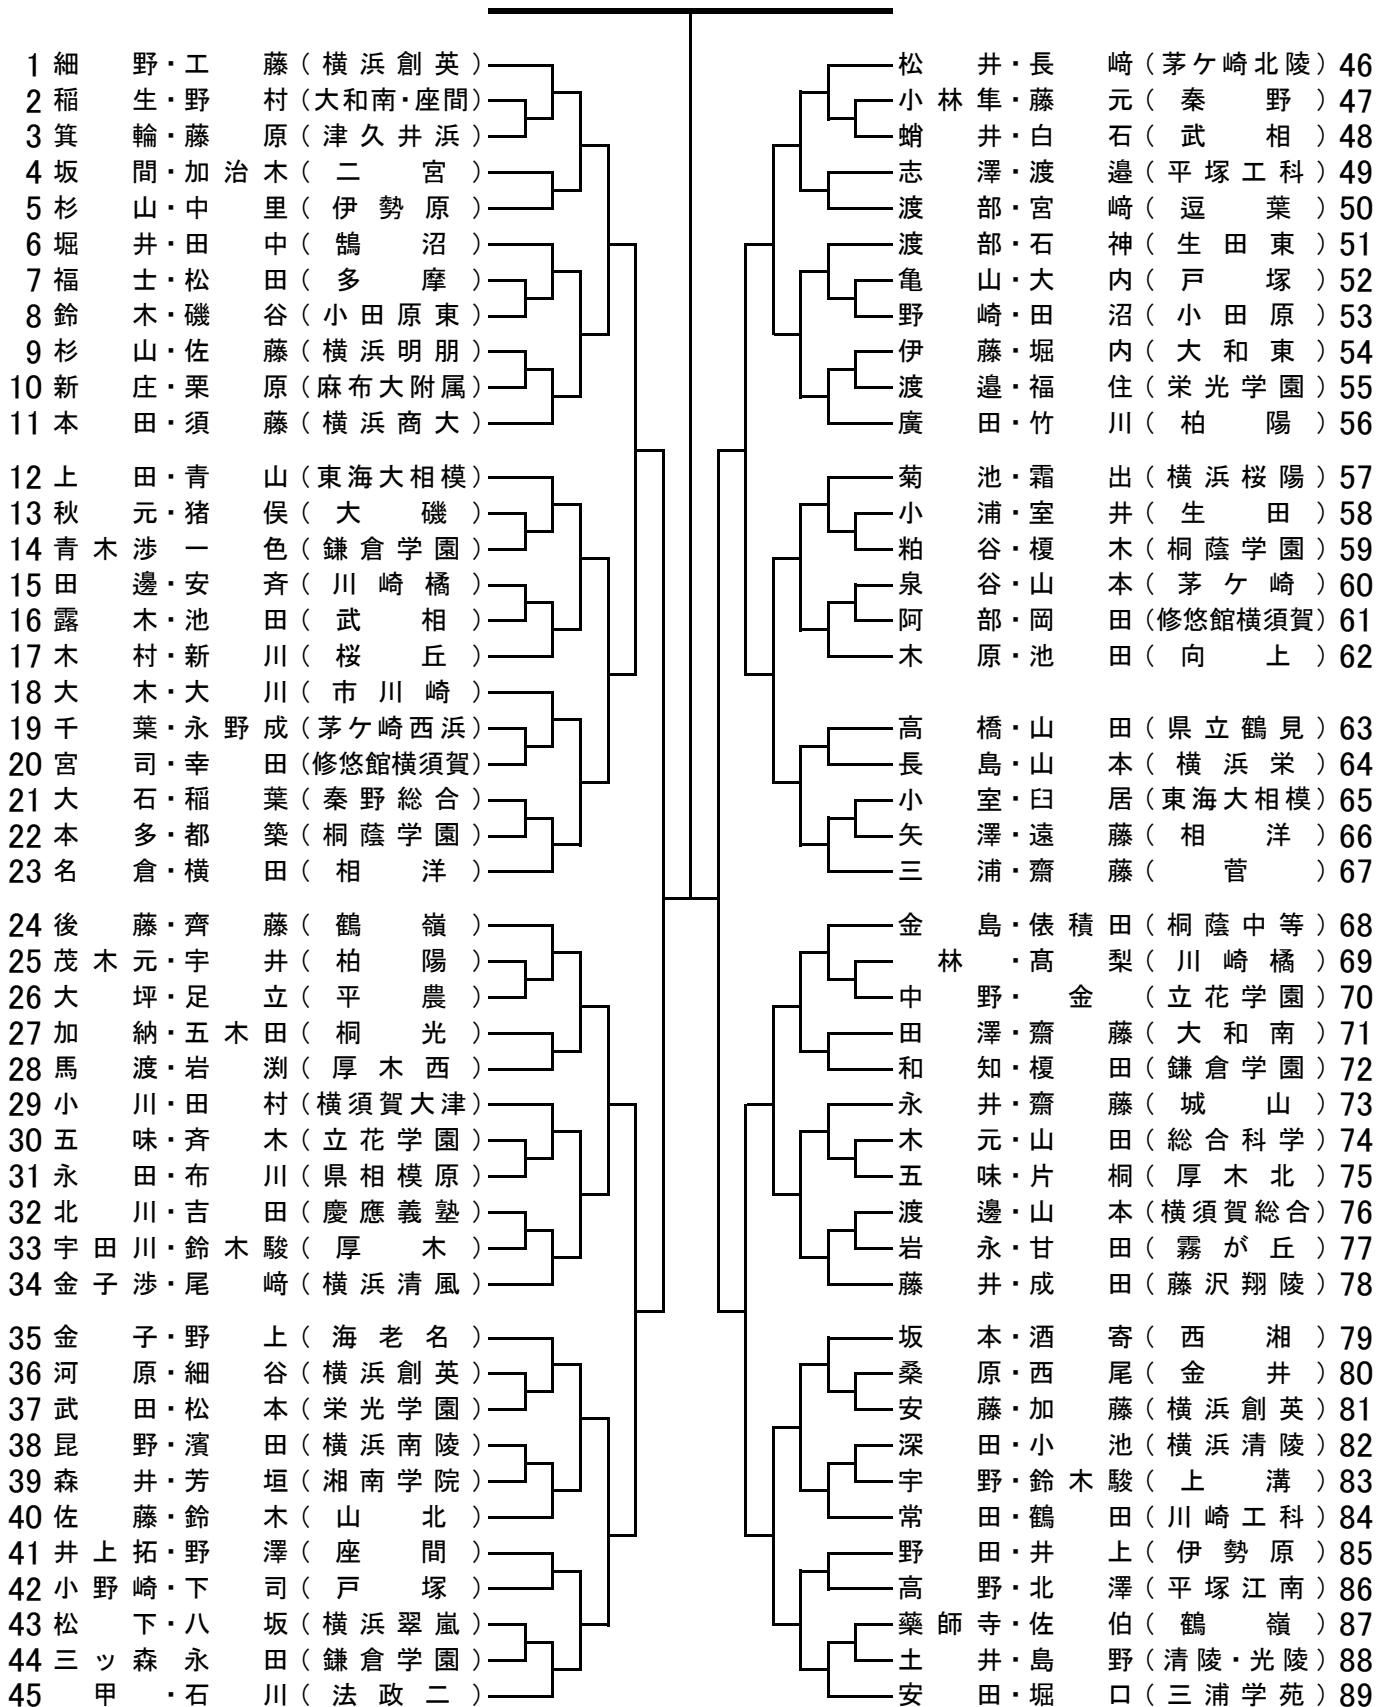 1 細野・工藤(横浜創英)
2 稲生・野村(大和南・座間)
3 箕輪・藤原(津久井浜)
4 坂間・加治木(二宮)
5 杉山・中里(伊勢原)
6 堀井・田中(鵠沼)
7 福士・松田(多摩)
8 鈴木・磯谷(小田原東)
9 杉山・佐藤(横浜明朋)
10 新庄・栗原(麻布大附属)
11 本田・須藤(横浜商大)
12 上田・青山(東海大相模)
13 秋元・猪俣(大磯)
14 青木渉一色(鎌倉学園)
15 田邊・安斉(川崎橘)
16 露木・池田(武相)
17 木村・新川(桜丘)
18 大木・大川(市川崎)
19 千葉・永野成(茅ケ崎西浜)
20 宮司・幸田(修悠館横須賀)
21 大石・稲葉(秦野総合)
22 本多・都築(桐蔭学園)
23 名倉・横田(相洋)
24 後藤・齊藤(鶴嶺)
25 茂木元・宇井(柏陽)
26 大坪・足立(平農)
27 加納・五木田(桐光)
28 馬渡・岩渕(厚木西)
29 小川・田村(横須賀大津)
30 五味・斉木(立花学園)
31 永田・布川(県相模原)
32 北川・吉田(慶應義塾)
33 宇田川・鈴木駿(厚木)
34 金子渉・尾﨑(横浜清風)
35 金子・野上(海老名)
36 河原・細谷(横浜創英)
37 武田・松本(栄光学園)
38 昆野・濱田(横浜南陵)
39 森井・芳垣(湘南学院)
40 佐藤・鈴木(山北)
41 井上拓・野澤(座間)
42 小野崎・下司(戸塚)
43 松下・八坂(横浜翠嵐)
44 三ッ森永田(鎌倉学園)
45 甲・石川(法政二)
松井・長﨑(茅ケ崎北陵)46
小林隼・藤元(秦野)47
蛸井・白石(武相)48
志澤・渡邉(平塚工科)49
渡部・宮﨑(逗葉)50
渡部・石神(生田東)51
亀山・大内(戸塚)52
野崎・田沼(小田原)53
伊藤・堀内(大和東)54
渡邉・福住(栄光学園)55
廣田・竹川(柏陽)56
菊池・霜出(横浜桜陽)57
小浦・室井(生田)58
粕谷・榎木(桐蔭学園)59
泉谷・山本(茅ケ崎)60
阿部・岡田(修悠館横須賀)61
木原・池田(向上)62
高橋・山田(県立鶴見)63
長島・山本(横浜栄)64
小室・臼居(東海大相模)65
矢澤・遠藤(相洋)66
三浦・齋藤(菅)67
金島・俵積田(桐蔭中等)68
林・髙梨(川崎橘)69
中野・金(立花学園)70
田澤・齋藤(大和南)71
和知・榎田(鎌倉学園)72
永井・齋藤(城山)73
木元・山田(総合科学)74
五味・片桐(厚木北)75
渡邊・山本(横須賀総合)76
岩永・甘田(霧が丘)77
藤井・成田(藤沢翔陵)78
坂本・酒寄(西湘)79
桑原・西尾(金井)80
安藤・加藤(横浜創英)81
深田・小池(横浜清陵)82
宇野・鈴木駿(上溝)83
常田・鶴田(川崎工科)84
野田・井上(伊勢原)85
高野・北澤(平塚江南)86
藥師寺・佐伯(鶴嶺)87
土井・島野(清陵・光陵)88
安田・堀口(三浦学苑)89